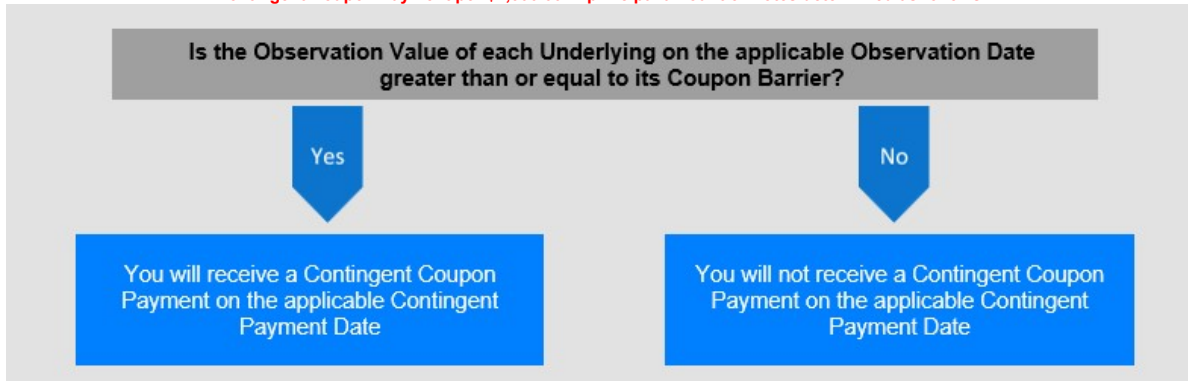 Is the Observation Value of each Underlying on the applicable Observation Date
greater than or equal to its Coupon Barrier?
Yes
No
You will receive a Contingent Coupon
Payment on the applicable Contingent
Payment Date
You will not receive a Contingent Coupon
Payment on the applicable Contingent
Payment Date